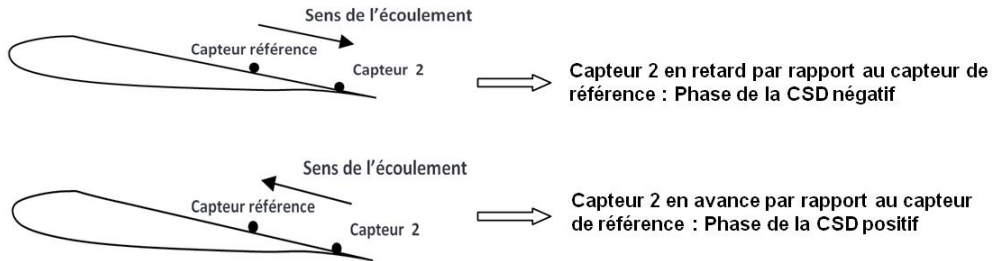 Sens de l'écoulement
Capteur référence
Capteur 2
Capteur 2 en retard par rapport au capteur de
référence : Phase de la CSD négatif
Sens de l'écoulement
Capteur référence
Capteur 2
Capteur 2 en avance par rapport au capteur
de référence : Phase de la CSD positif